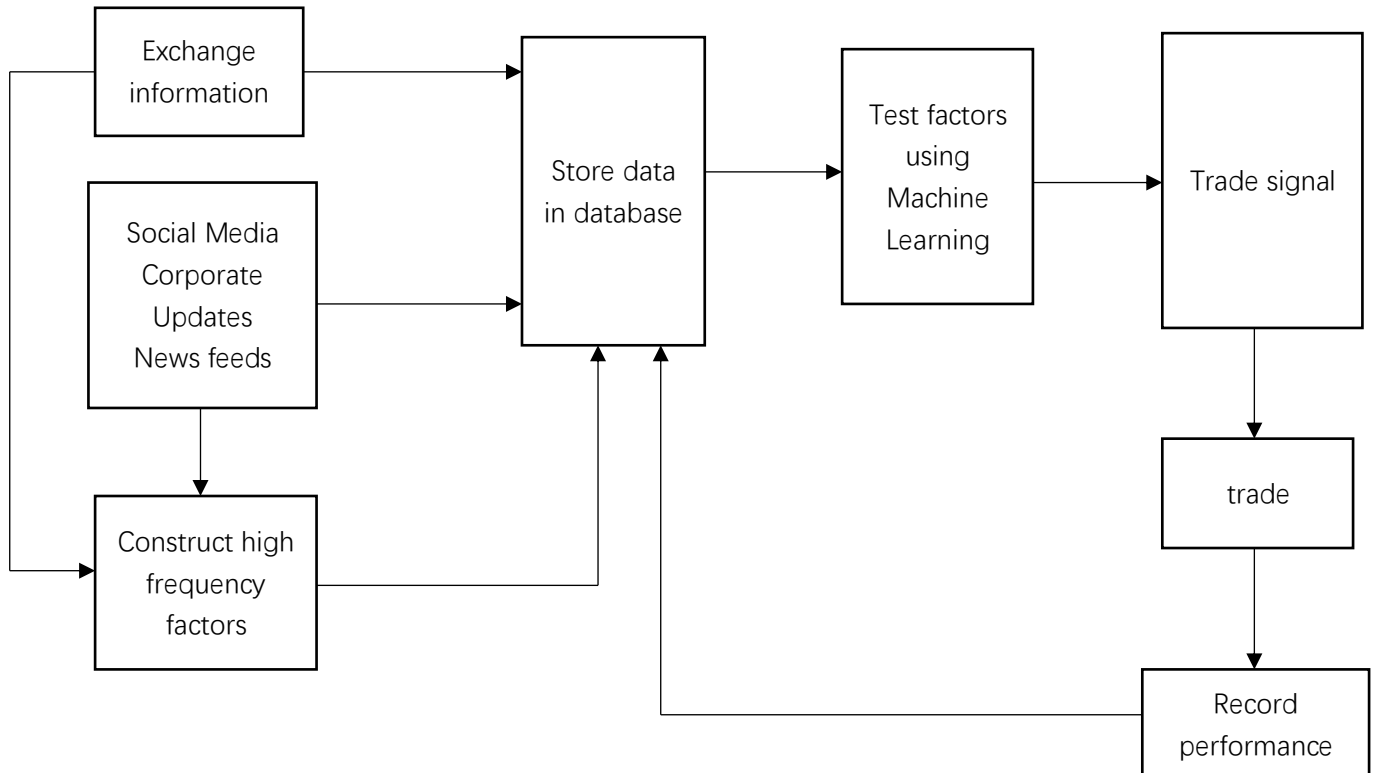 Exchange
information
Social Media
Corporate
Updates
News feeds
Construct high
frequency
factors
Store data
in database
Test factors
using
Machine
Learning
Trade signal
trade
Record
performance